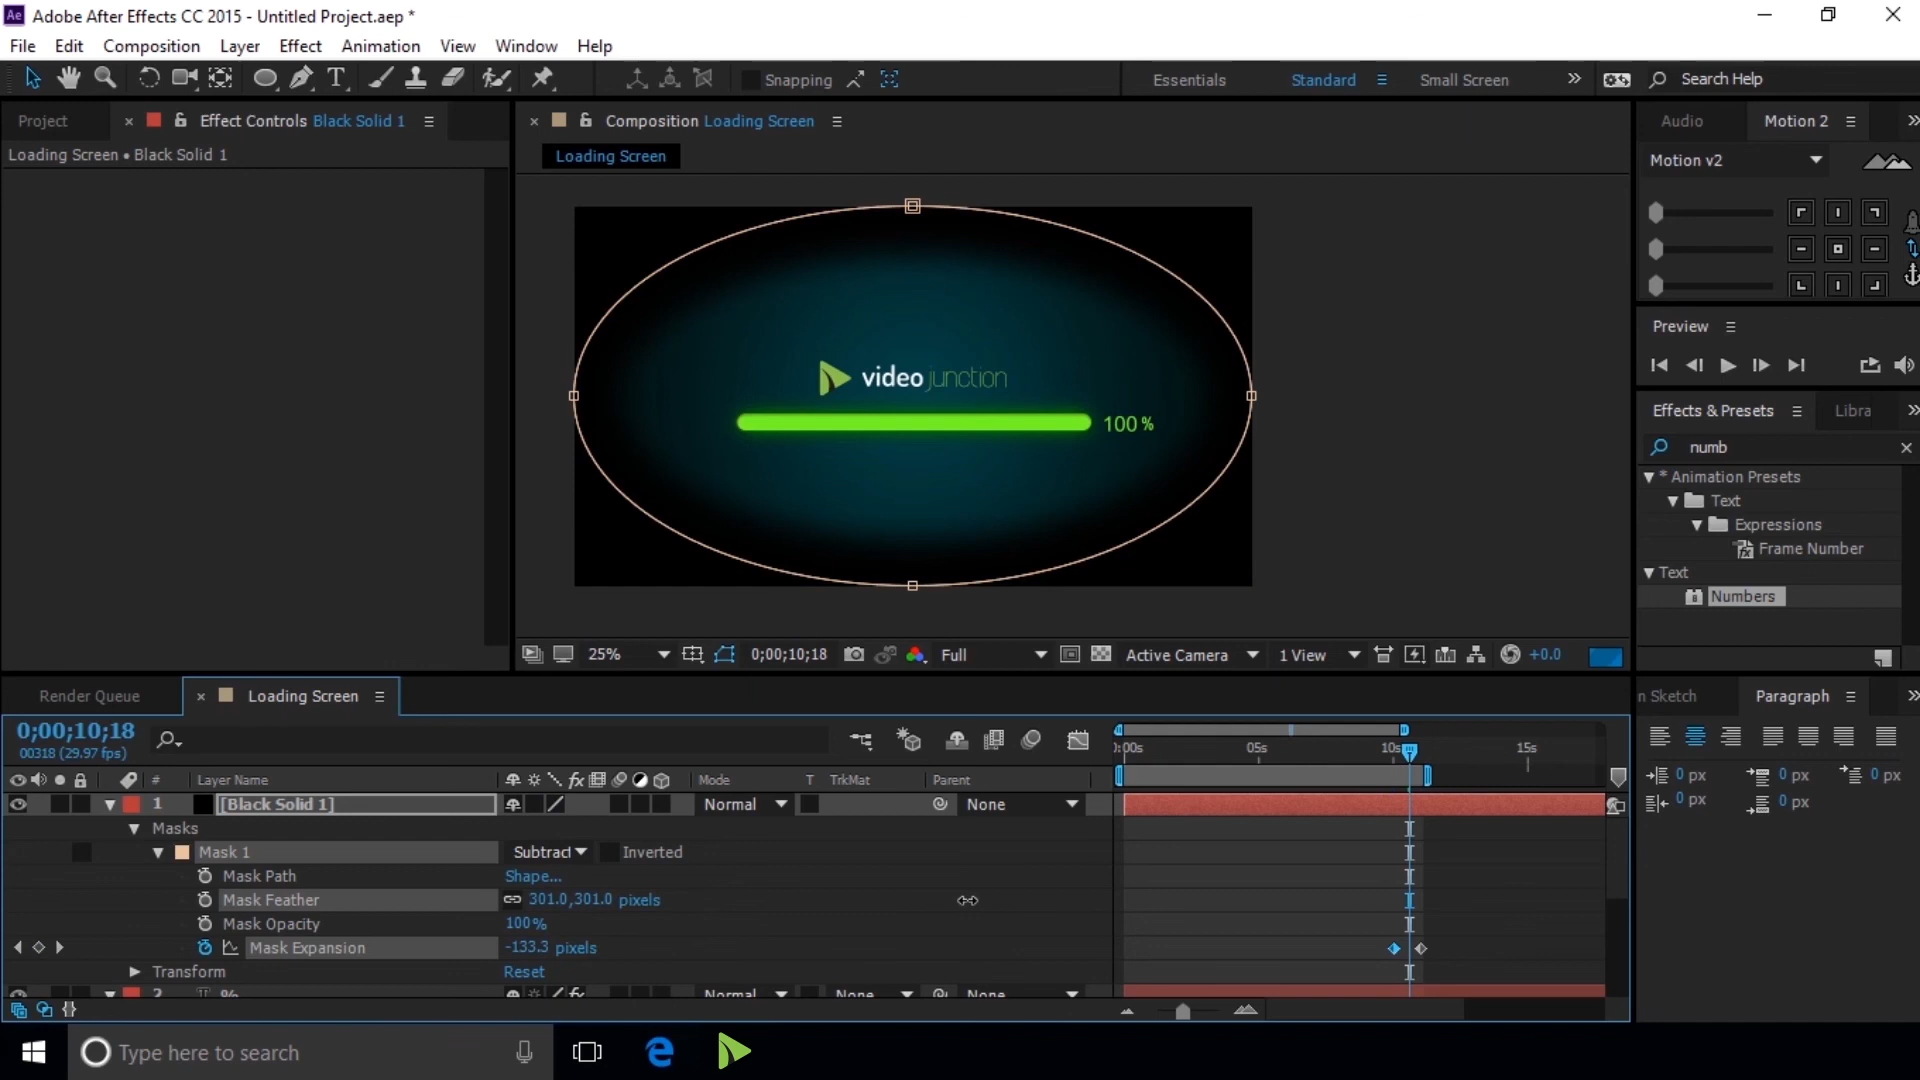 Ae Adobe After Effects CC 2015 - Untitled Project.aep *
File Edit Composition Layer Effect Animation View Window Help
T Snapping Essentials Standard Small Screen Search Help
Project Effect Controls Black Solid 1 Composition Loading Screen Audio Motion 2
Loading Screen • Black Solid 1 Loading Screen Motion v2
video junction
100 %
Preview
Effects & Presets Libra
numb
* Animation Presets
Text
Expressions
Frame Number
Text
Numbers
25% 0;00;10;18 Full Active Camera 1 View +0.0
Render Queue Loading Screen n Sketch Paragraph
0;00;10;18
00318 (29.97 fps)
):00s 05s 10s 15s
# Layer Name fx Mode T TrkMat Parent
1 [Black Solid 1] Normal None
Masks
Mask 1 Subtract Inverted
Mask Path Shape...
Mask Feather 301.0,301.0 pixels
Mask Opacity 100%
Mask Expansion -133.3 pixels
Transform Reset
2 T % fx Normal None None
0 px 0 px 0 px
0 px 0 px
Type here to search